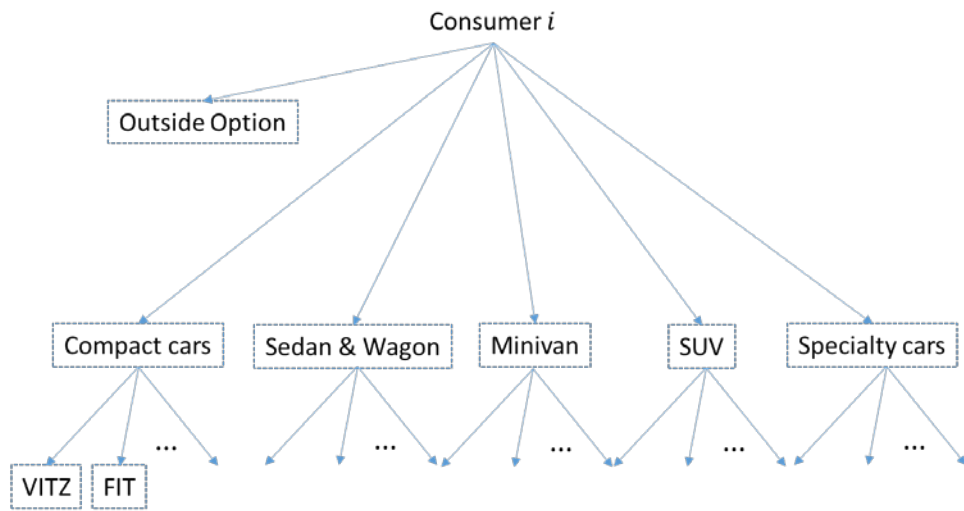 Consumer i
Outside Option
Compact cars
Sedan & Wagon
Minivan
SUV
Specialty cars
... ... ... ... ...
VITZ FIT